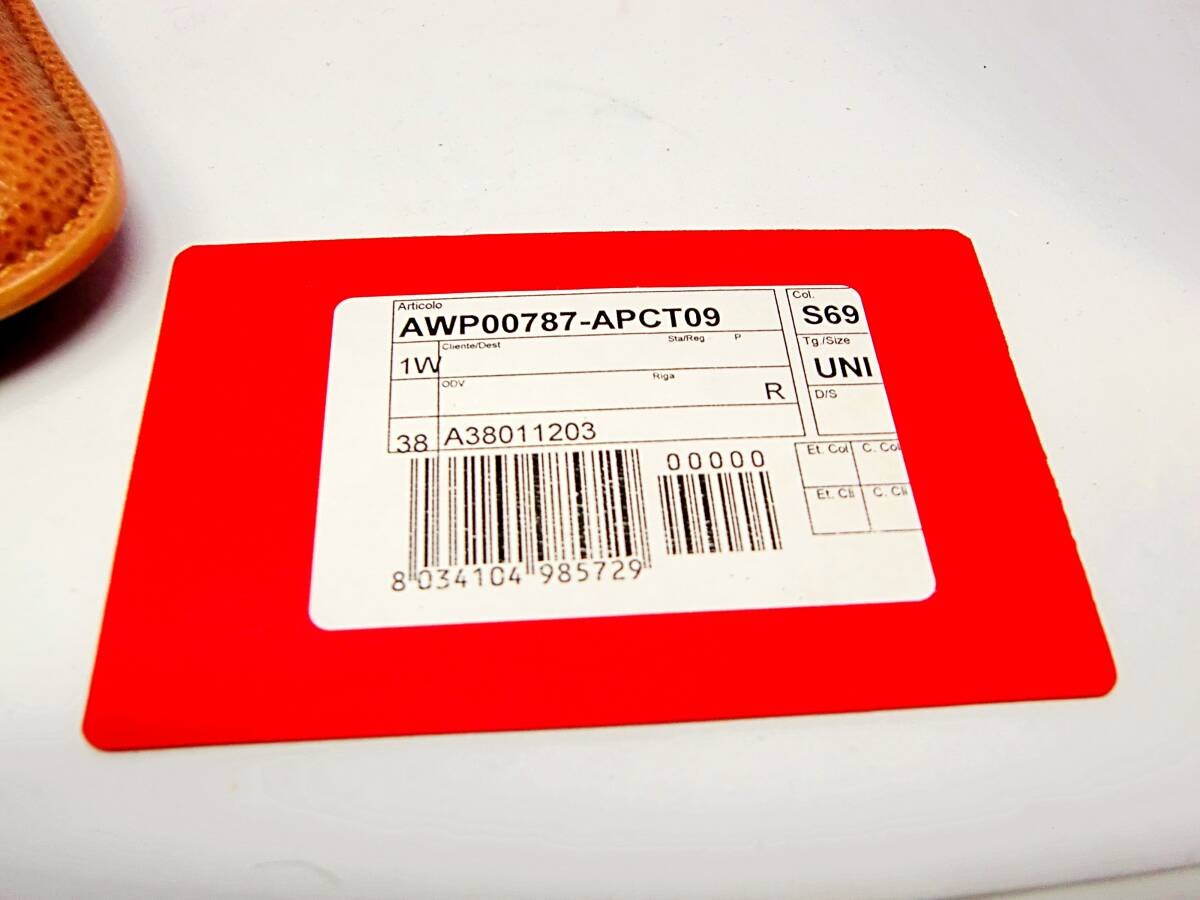 Articolo
AWP00787-APCT09
Col.
S69
1W
Cliente/Dest
Sta/Reg
P
Tg./Size
UNI
ODV
Riga
R
D/S
38
A38011203
00000
Et. Col
C. Col
Et. Cli
C. Cli
8 034104 985729